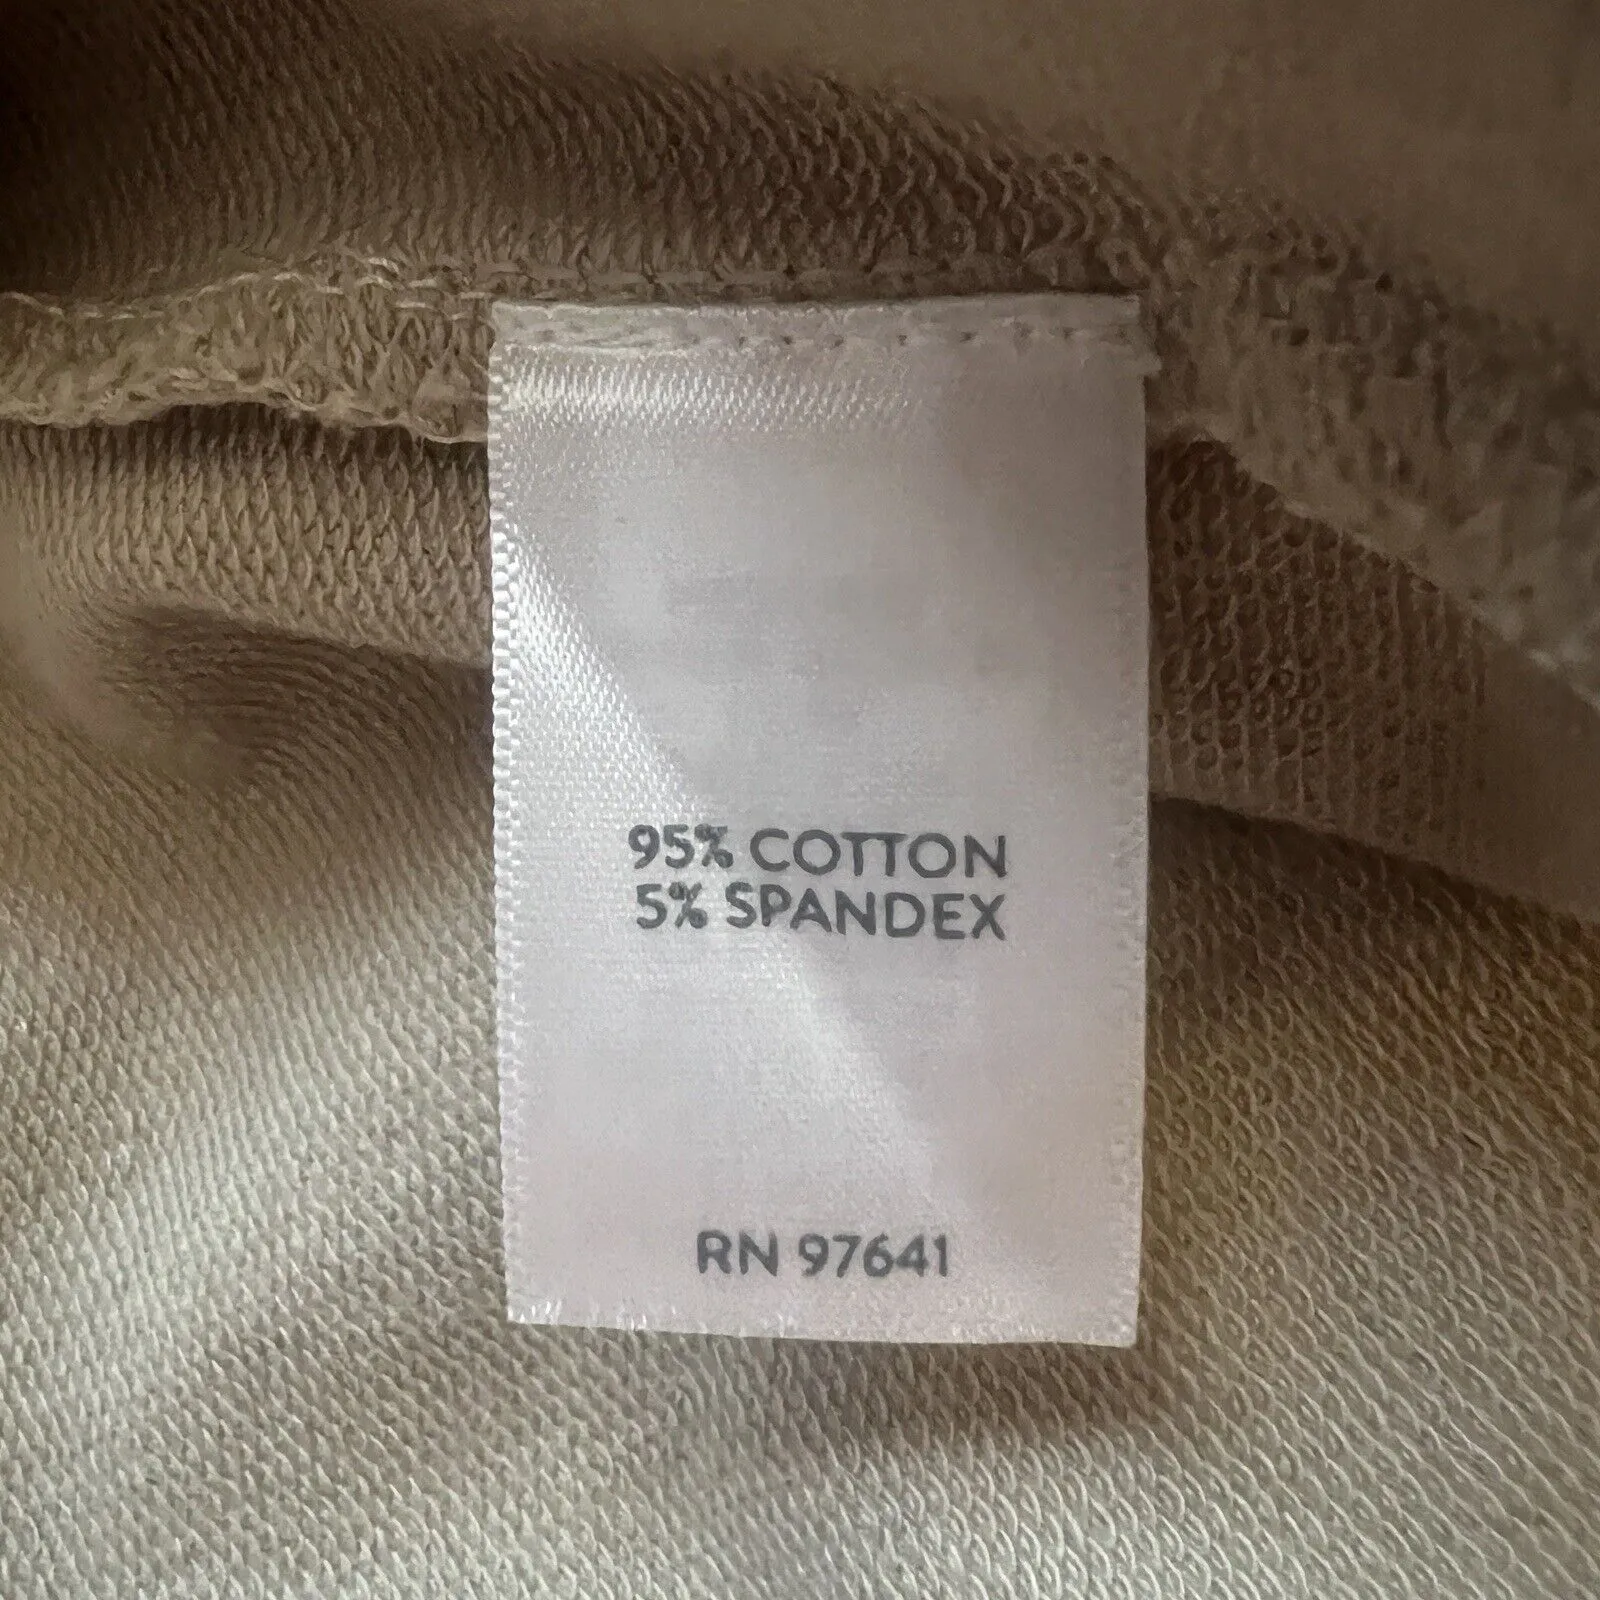 95% COTTON
5% SPANDEX
RN 97641